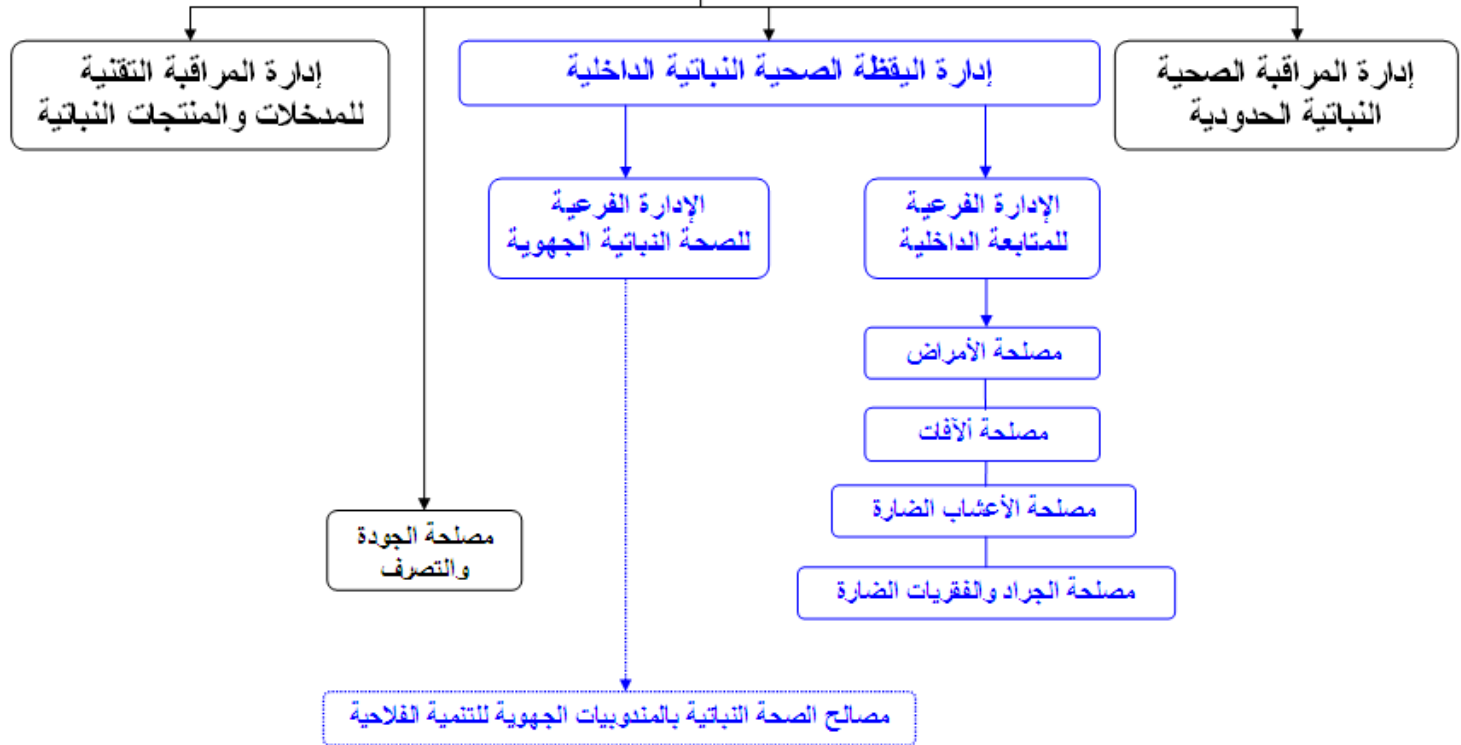 إدارة المراقبة الصحية
النباتية الحدودية
إدارة اليقظة الصحية النباتية الداخلية
إدارة المراقبة التقنية
للمدخلات والمنتجات النباتية
الإدارة الفرعية
للمتابعة الداخلية
الإدارة الفرعية
للصحة النباتية الجهوية
مصلحة الأمراض
مصلحة ألآفات
مصلحة الأعشاب الضارة
مصلحة الجراد والفقريات الضارة
مصلحة الجودة
والتصرف
مصالح الصحة النباتية بالمندوبيات الجهوية للتنمية الفلاحية